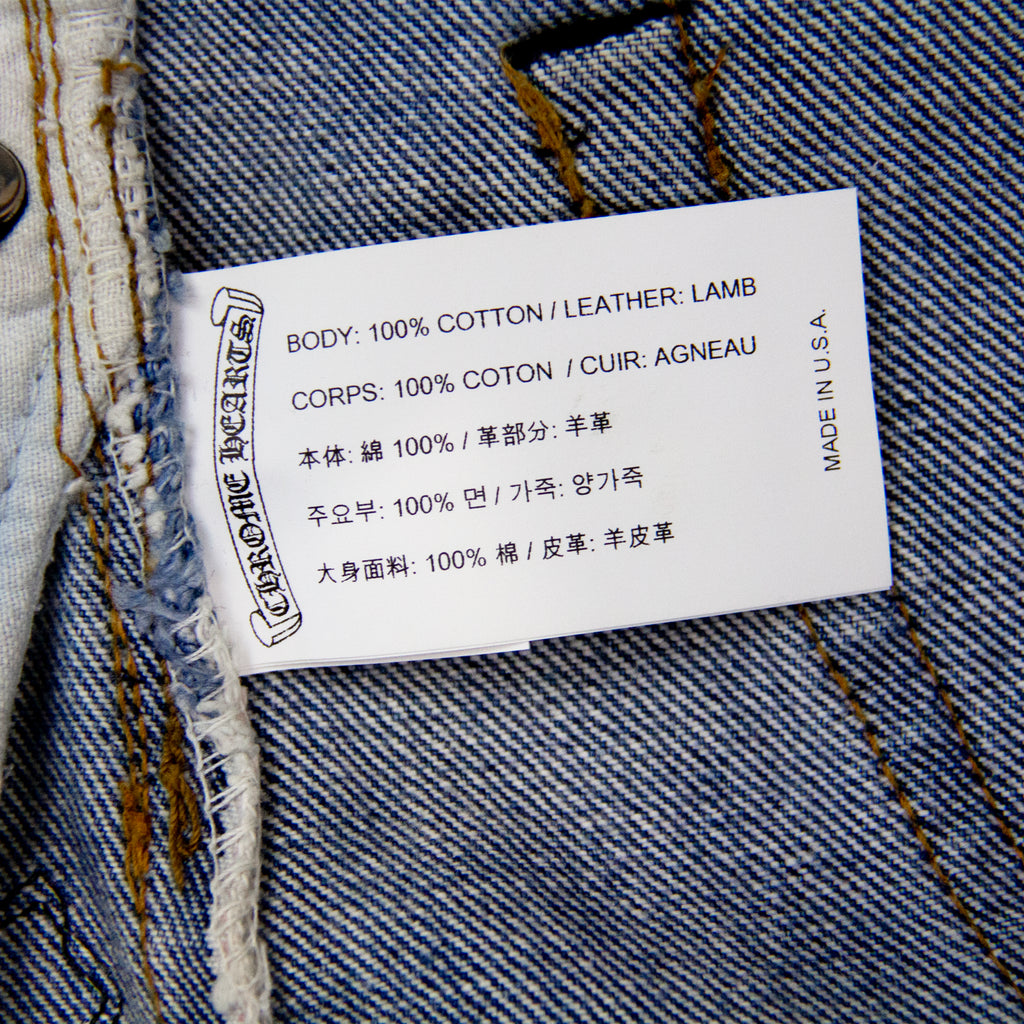 CHROME HEARTS
BODY: 100% COTTON / LEATHER: LAMB
CORPS: 100% COTON / CUIR: AGNEAU
本体: 綿 100% / 革部分: 羊革
주요부: 100% 면 / 가죽: 양가죽
大身面料: 100% 棉 / 皮革: 羊皮革
MADE IN U.S.A.